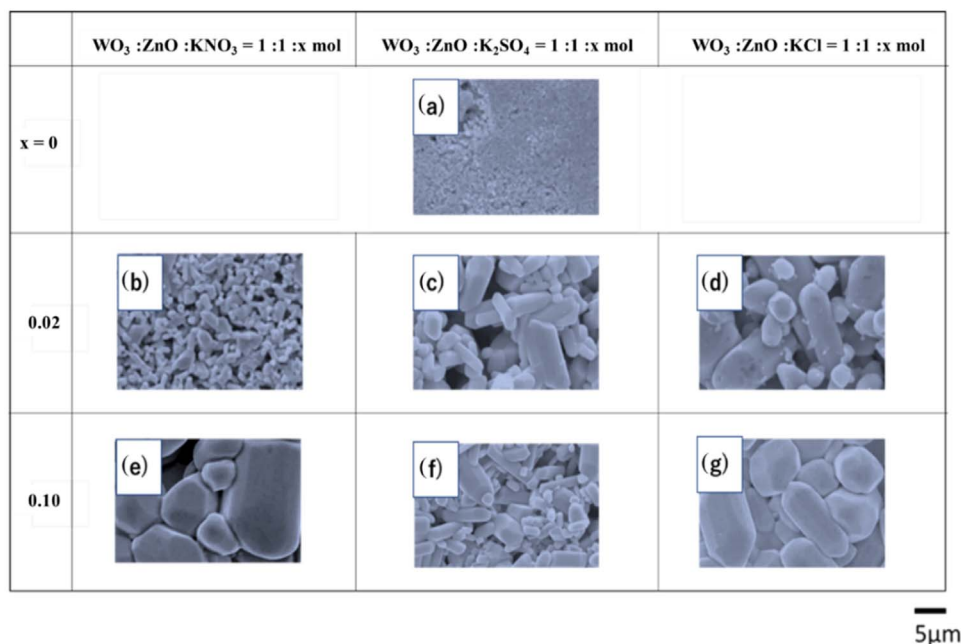 WO₃ :ZnO :KNO₃ = 1 :1 :x mol
WO₃ :ZnO :K₂SO₄ = 1 :1 :x mol
WO₃ :ZnO :KCl = 1 :1 :x mol
x = 0
(a)
0.02
(b)
(c)
(d)
0.10
(e)
(f)
(g)
5μm